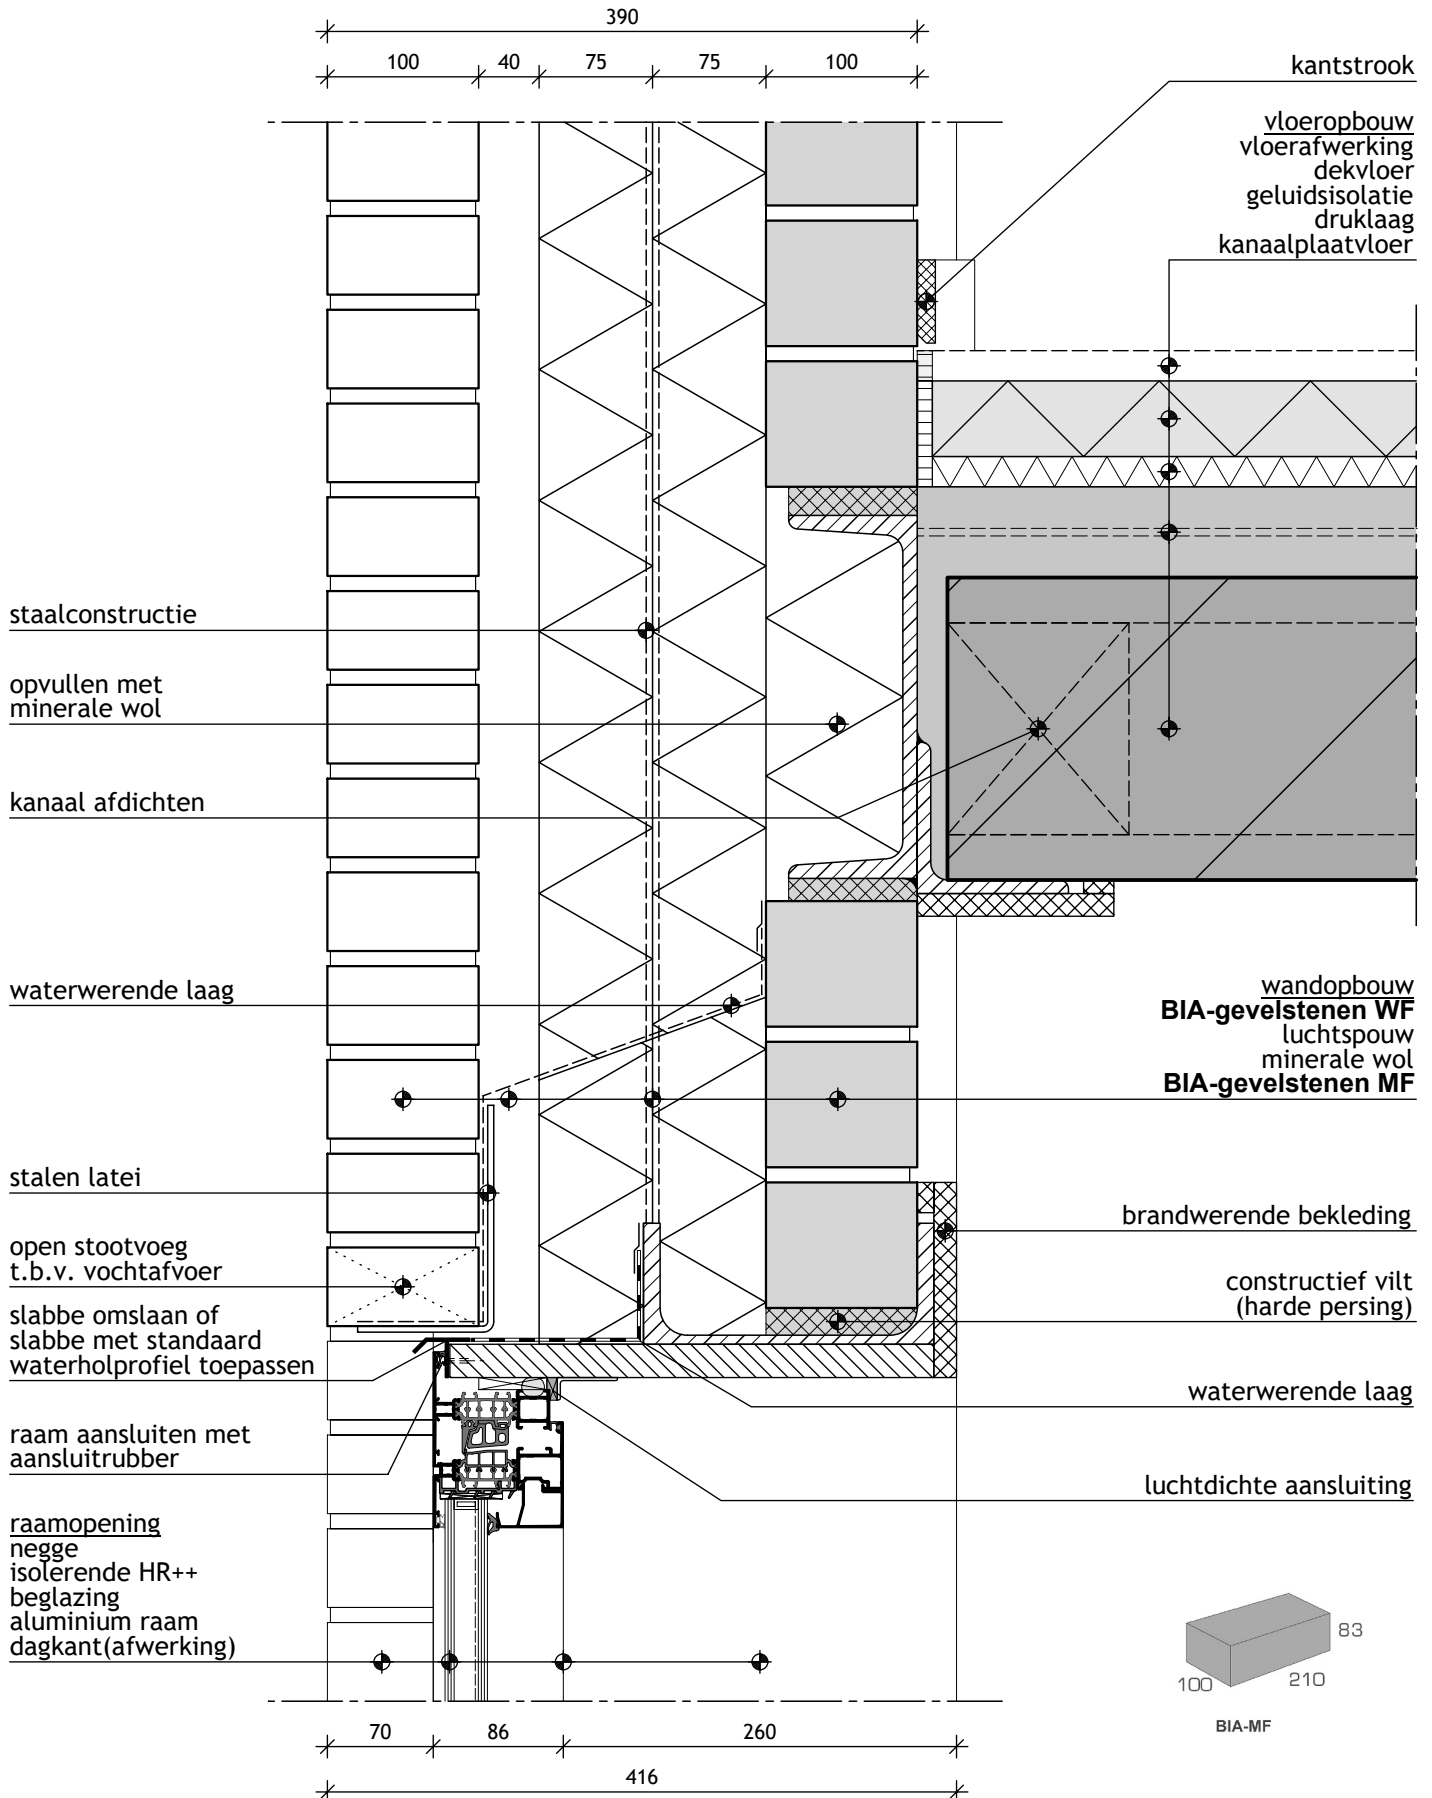 390
100
40
75
75
100
kantstrook
vloeropbouw
vloerafwerking
dekvloer
geluidsisolatie
druklaag
kanaalplaatvloer
staalconstructie
opvullen met
minerale wol
kanaal afdichten
waterwerende laag
wandopbouw
BIA-gevelstenen WF
luchtspouw
minerale wol
BIA-gevelstenen MF
stalen latei
brandwerende bekleding
open stootvoeg
t.b.v. vochtafvoer
constructief vilt
(harde persing)
slabbe omslaan of
slabbe met standaard
waterholprofiel toepassen
waterwerende laag
raam aansluiten met
aansluitrubber
luchtdichte aansluiting
raamopening
negge
isolerende HR++
beglazing
aluminium raam
dagkant(afwerking)
83
100
210
BIA-MF
70
86
260
416